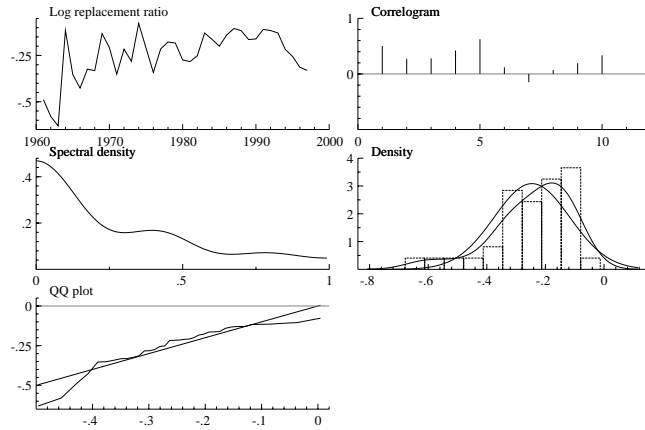 Log replacement ratio
-.25
-.5
1960 1970 1980 1990 2000
Correlogram
1
0
0 5 10
Spectral density
.4
.2
0 .5 1
Density
4
3
2
1
-.8 -.6 -.4 -.2 0
QQ plot
0
-.25
-.5
-.4 -.3 -.2 -.1 0